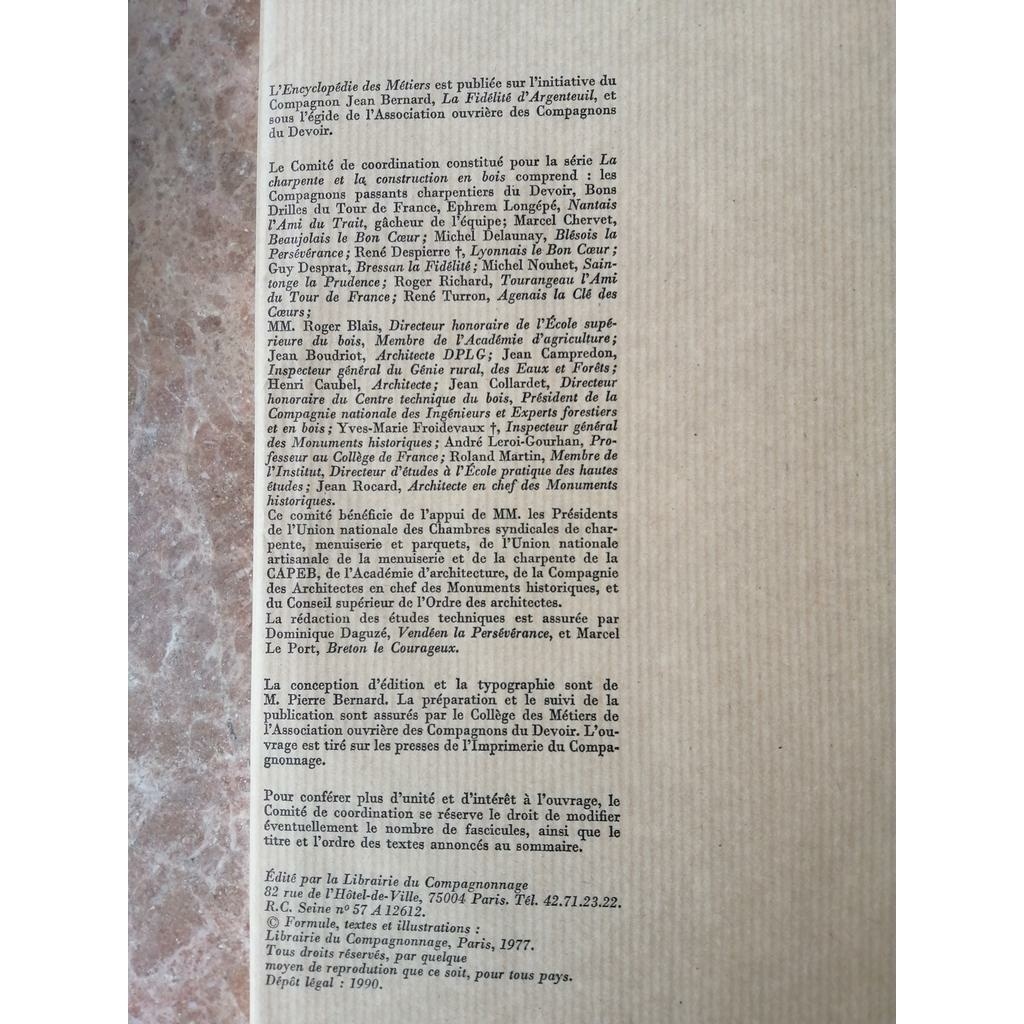 L'Encyclopédie des Métiers est publiée sur l'initiative du
Compagnon Jean Bernard, La Fidélité d'Argenteuil, et
sous l'égide de l'Association ouvrière des Compagnons
du Devoir.
Le Comité de coordination constitué pour la série La
charpente et la construction en bois comprend : les
Compagnons passants charpentiers du Devoir, Bons
Drilles du Tour de France, Ephrem Longépé, Nantais
l'Ami du Trait, gâcheur de l'équipe; Marcel Chervet,
Beaujolais le Bon Cœur; Michel Delaunay, Blésois la
Persévérance; René Despierre †, Lyonnais le Bon Cœur;
Guy Desprat, Bressan la Fidélité; Michel Nouhet, Sain-
tonge la Prudence; Roger Richard, Tourangeau l'Ami
du Tour de France; René Turron, Agenais la Clé des
Cœurs;
MM. Roger Blais, Directeur honoraire de l'École supé-
rieure du bois, Membre de l'Académie d'agriculture;
Jean Boudriot, Architecte DPLG; Jean Campredon,
Inspecteur général du Génie rural, des Eaux et Forêts;
Henri Caubel, Architecte; Jean Collardet, Directeur
honoraire du Centre technique du bois, Président de la
Compagnie nationale des Ingénieurs et Experts forestiers
et en bois; Yves-Marie Froidevaux †, Inspecteur général
des Monuments historiques; André Leroi-Gourhan, Pro-
fesseur au Collège de France; Roland Martin, Membre de
l'Institut, Directeur d'études à l'École pratique des hautes
études; Jean Rocard, Architecte en chef des Monuments
historiques.
Ce comité bénéficie de l'appui de MM. les Présidents
de l'Union nationale des Chambres syndicales de char-
pente, menuiserie et parquets, de l'Union nationale
artisanale de la menuiserie et de la charpente de la
CAPEB, de l'Académie d'architecture, de la Compagnie
des Architectes en chef des Monuments historiques, et
du Conseil supérieur de l'Ordre des architectes.
La rédaction des études techniques est assurée par
Dominique Daguzé, Vendéen la Persévérance, et Marcel
Le Port, Breton le Courageux.
La conception d'édition et la typographie sont de
M. Pierre Bernard. La préparation et le suivi de la
publication sont assurés par le Collège des Métiers de
l'Association ouvrière des Compagnons du Devoir. L'ou-
vrage est tiré sur les presses de l'Imprimerie du Compa-
gnonnage.
Pour conférer plus d'unité et d'intérêt à l'ouvrage, le
Comité de coordination se réserve le droit de modifier
éventuellement le nombre de fascicules, ainsi que le
titre et l'ordre des textes annoncés au sommaire.
Édité par la Librairie du Compagnonnage
82 rue de l'Hôtel-de-Ville, 75004 Paris. Tél. 42.71.23.22.
R.C. Seine nº 57 A 12612.
© Formule, textes et illustrations :
Librairie du Compagnonnage, Paris, 1977.
Tous droits réservés, par quelque
moyen de reprodution que ce soit, pour tous pays.
Dépôt légal : 1990.